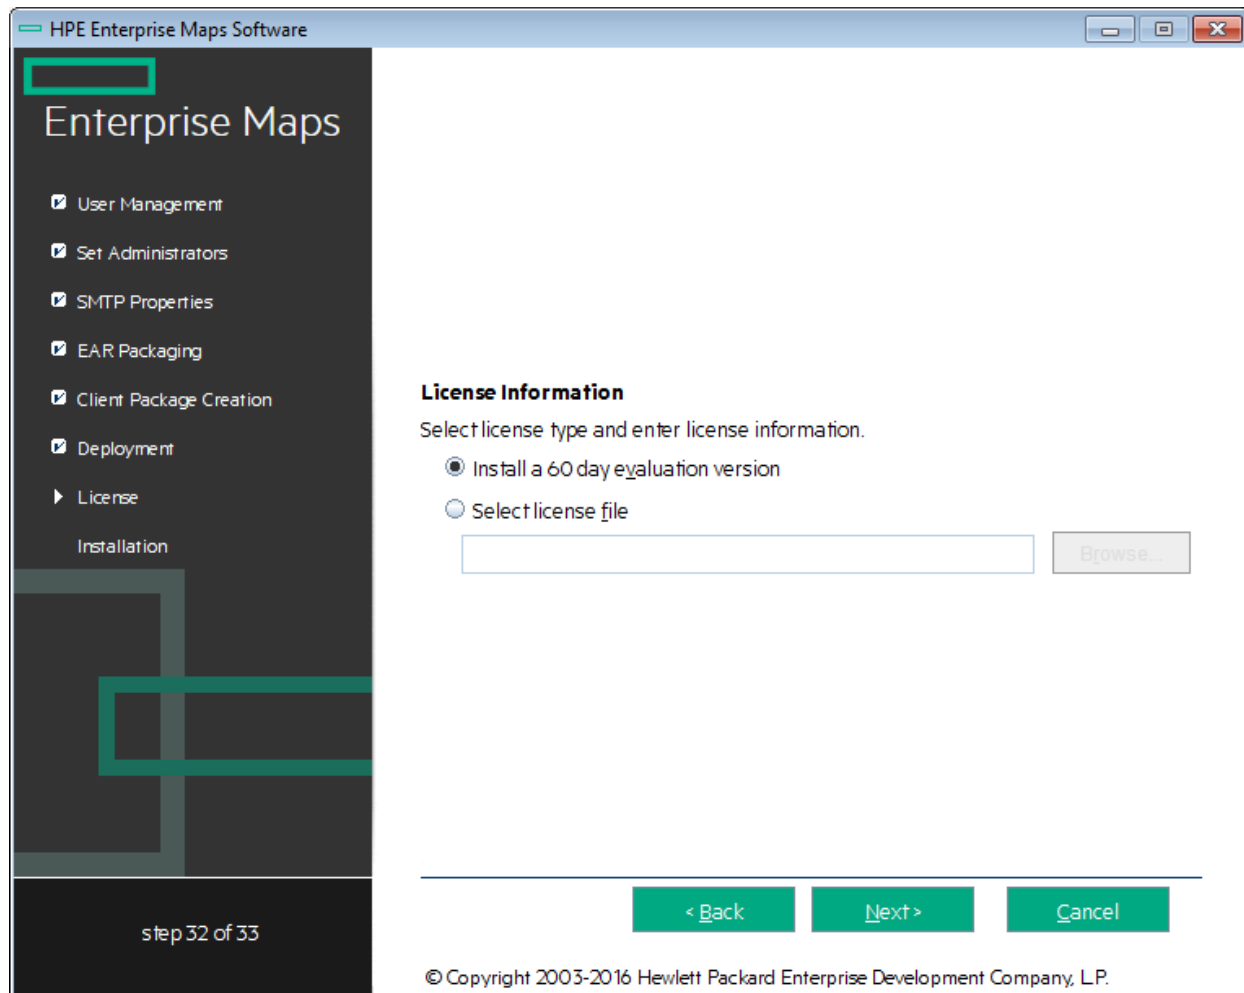 HPE Enterprise Maps Software
Enterprise Maps
User Management
Set Administrators
SMTP Properties
EAR Packaging
Client Package Creation
Deployment
License
Installation
step 32 of 33
License Information
Select license type and enter license information.
Install a 60 day evaluation version
Select license file
Browse...
< Back
Next >
Cancel
© Copyright 2003-2016 Hewlett Packard Enterprise Development Company, L.P.